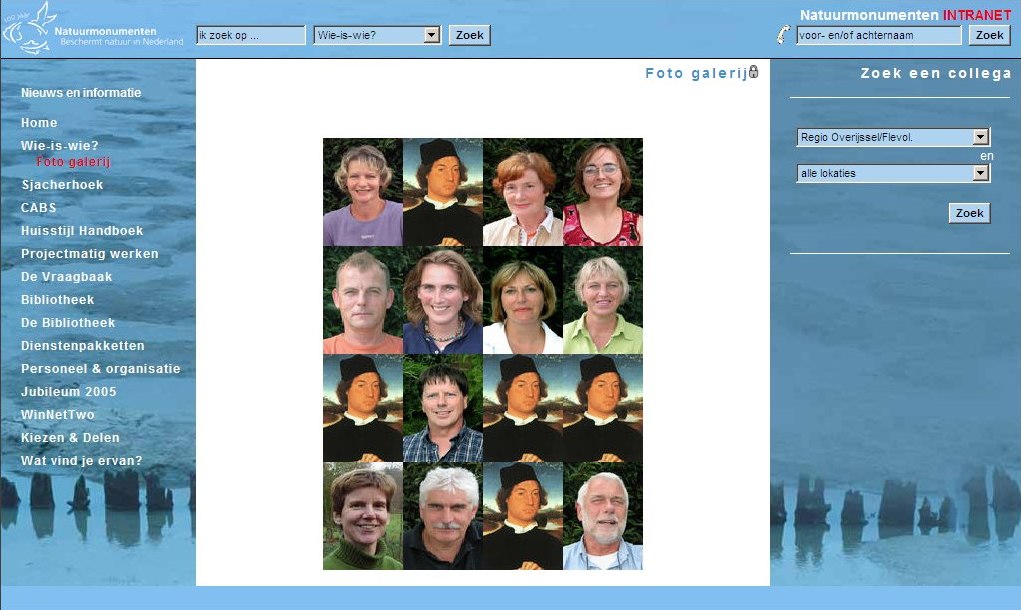 100 jaar
Natuurmonumenten
Beschermt natuur in Nederland
ik zoek op ...
Wie-is-wie?
Zoek
Natuurmonumenten INTRANET
voor- en/of achternaam
Zoek
Nieuws en informatie
Home
Wie-is-wie?
Foto galerij
Sjacherhoek
CABS
Huisstijl Handboek
Projectmatig werken
De Vraagbaak
Bibliotheek
De Bibliotheek
Dienstenpakketten
Personeel & organisatie
Jubileum 2005
WinNetTwo
Kiezen & Delen
Wat vind je ervan?
Foto galerij
Zoek een collega
Regio Overijssel/Flevol.
en
alle lokaties
Zoek